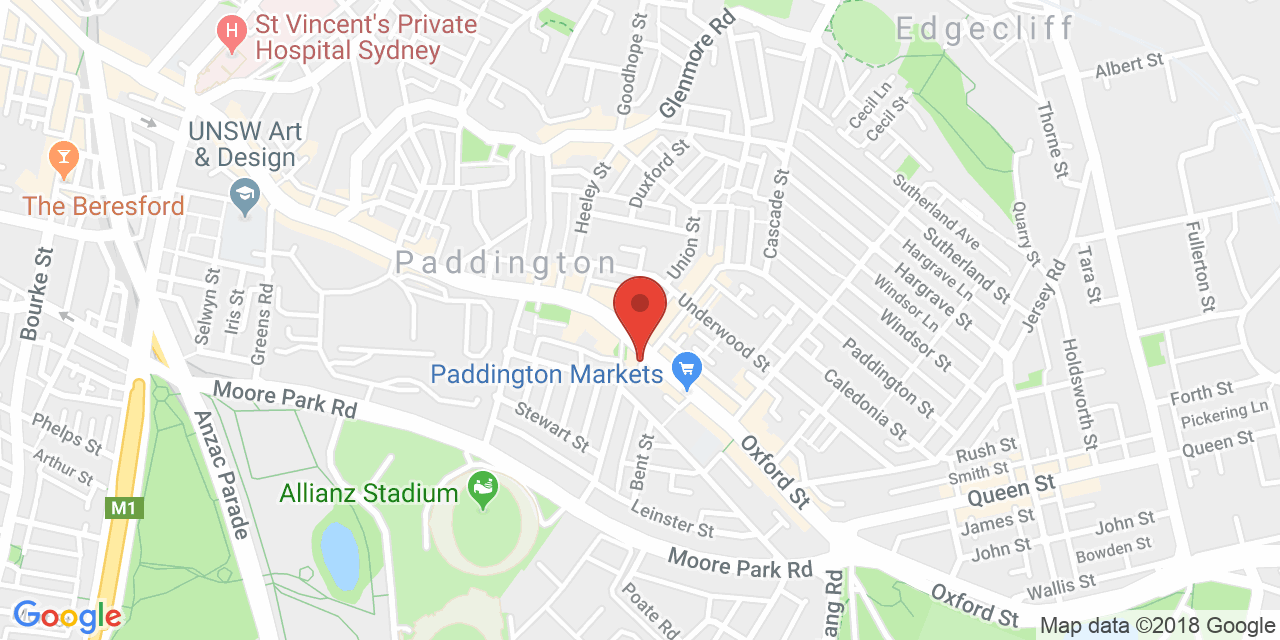 St Vincent's Private
Hospital Sydney
H
Edgecliff
Goodhope St
Glenmore Rd
Albert St
Cecil Ln
Cecil St
Thorne St
UNSW Art
& Design
The Beresford
Heeley St
Duxford St
Cascade St
Union St
Sutherland Ave
Sutherland St
Quarry St
Fullerton St
Tara St
Jersey Rd
Hargrave Ln
Hargrave St
Windsor Ln
Windsor St
Paddington
Bourke St
Selwyn St
Iris St
Greens Rd
Underwood St
Paddington St
Caledonia St
Holdsworth St
Paddington Markets
Moore Park Rd
Anzac Parade
Phelps St
Arthur St
Stewart St
Bent St
Oxford St
Forth St
Pickering Ln
Queen St
Rush St
Smith St
Queen St
Allianz Stadium
M1
Leinster St
James St
John St
John St
Bowden St
Moore Park Rd
Wallis St
Poate Rd
ang Rd
Oxford St
Google
Map data ©2018 Google